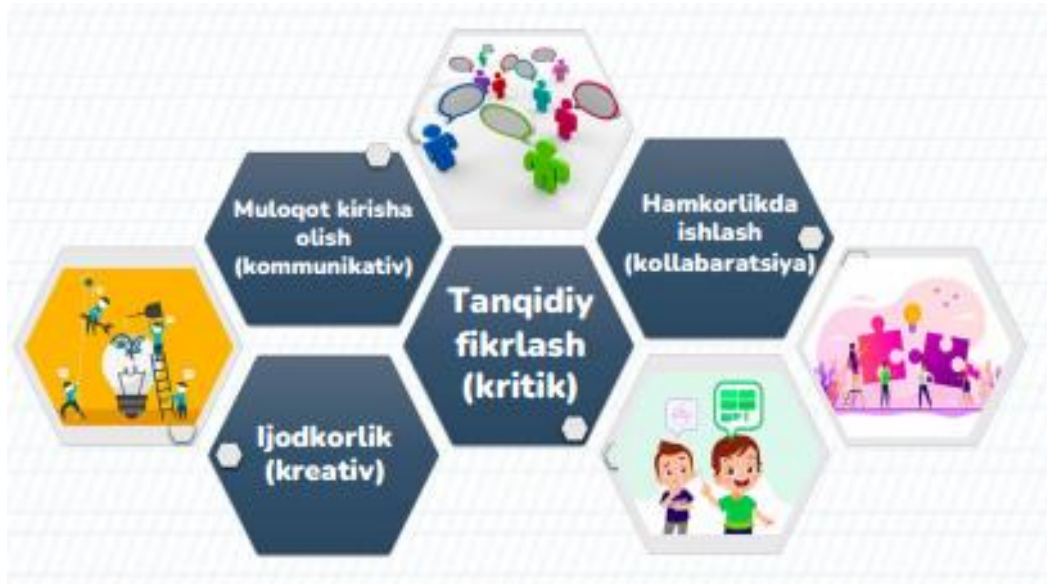 Muloqot kirisha
olish
(kommunikativ)
Hamkorlikda
ishlash
(kollabaratsiya)
Tanqidiy
fikrlash
(kritik)
Ijodkorlik
(kreativ)